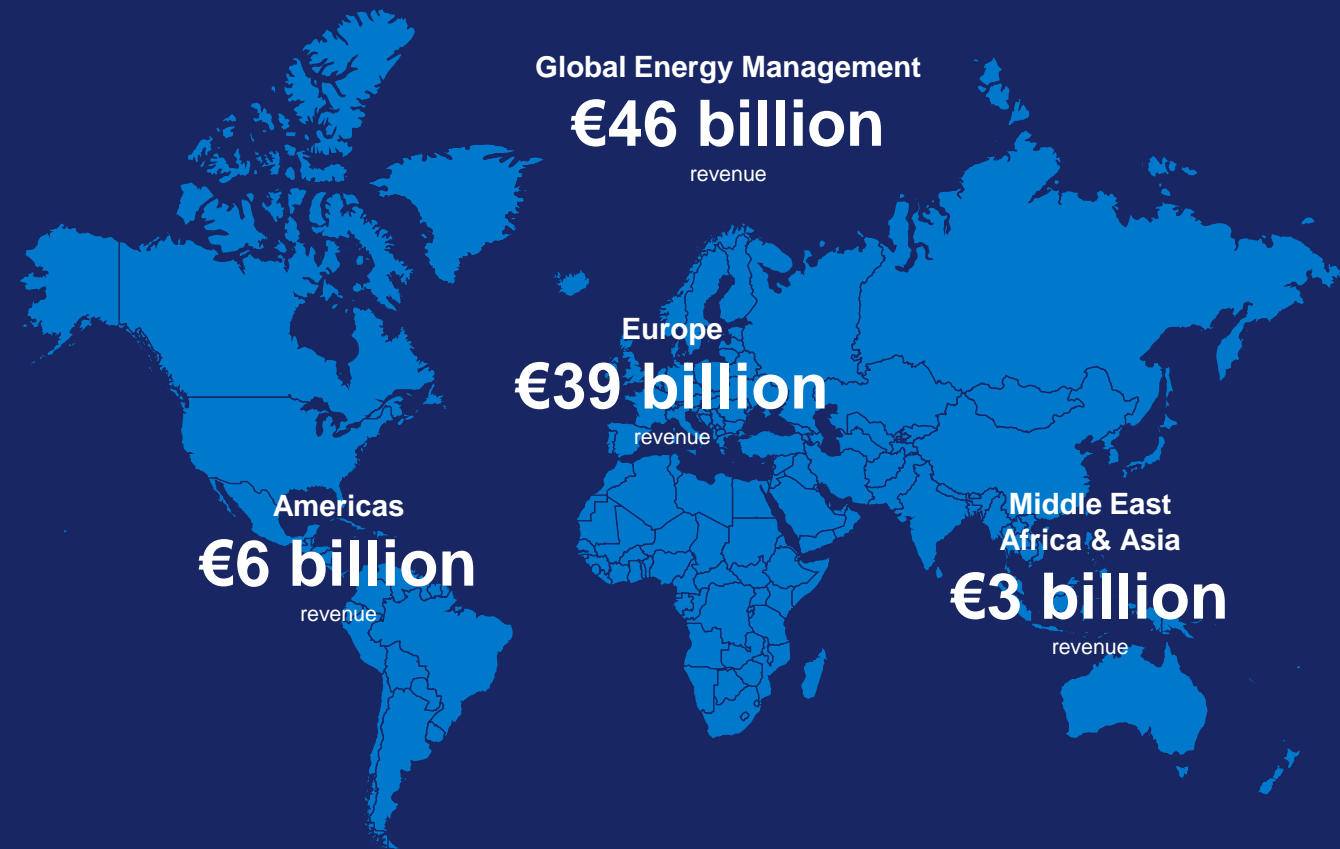 Global Energy Management
€46 billion
revenue
Europe
€39 billion
revenue
Americas
€6 billion
revenue
Middle East
Africa & Asia
€3 billion
revenue